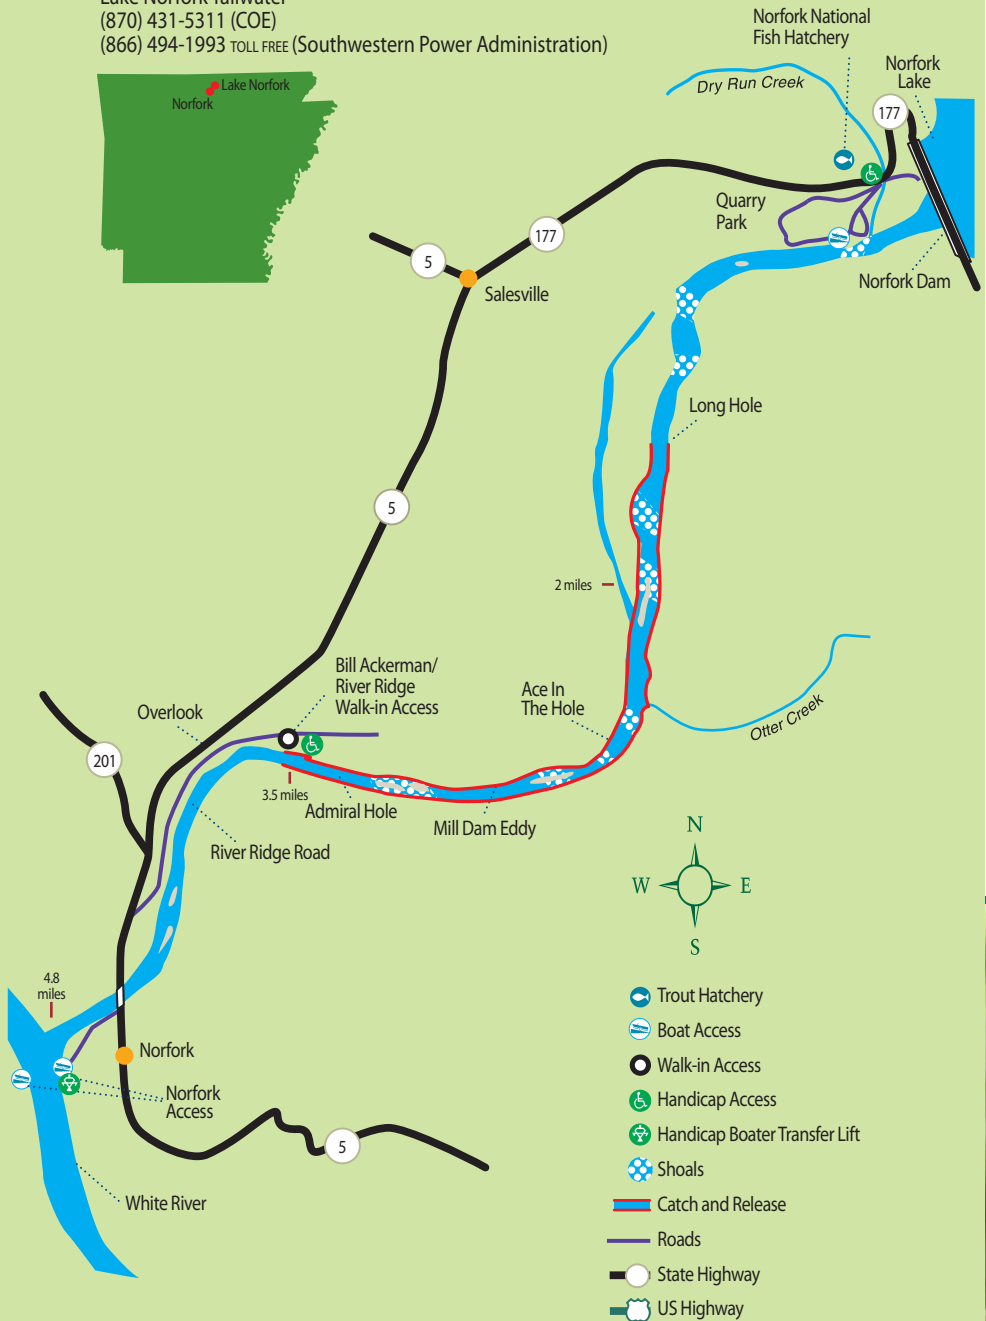 Lake Norfork Tailwater
(870) 431-5311 (COE)
(866) 494-1993 TOLL FREE (Southwestern Power Administration)
Lake Norfork
Norfork
Norfork National
Fish Hatchery
Norfork
Lake
Dry Run Creek
177
Quarry
Park
177
5
Salesville
Norfork Dam
Long Hole
5
2 miles
Bill Ackerman/
River Ridge
Walk-in Access
Ace In
The Hole
Otter Creek
Overlook
201
3.5 miles
Admiral Hole
Mill Dam Eddy
River Ridge Road
N
W
E
S
4.8
miles
Norfork
Norfork
Access
5
White River
Trout Hatchery
Boat Access
Walk-in Access
Handicap Access
Handicap Boater Transfer Lift
Shoals
Catch and Release
Roads
State Highway
US Highway